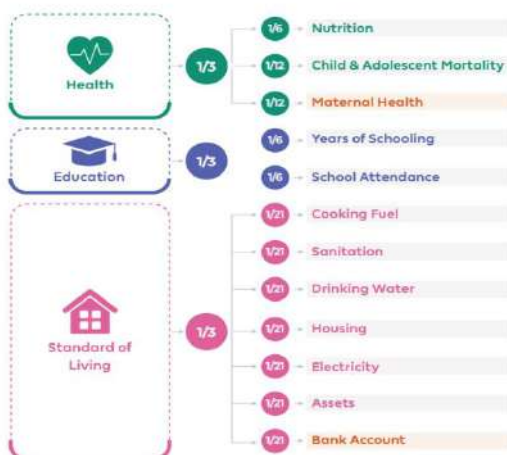 Health
1/3
1/6 Nutrition
1/12 Child & Adolescent Mortality
1/12 Maternal Health
Education
1/3
1/6 Years of Schooling
1/6 School Attendance
Standard of
Living
1/3
1/21 Cooking Fuel
1/21 Sanitation
1/21 Drinking Water
1/21 Housing
1/21 Electricity
1/21 Assets
1/21 Bank Account